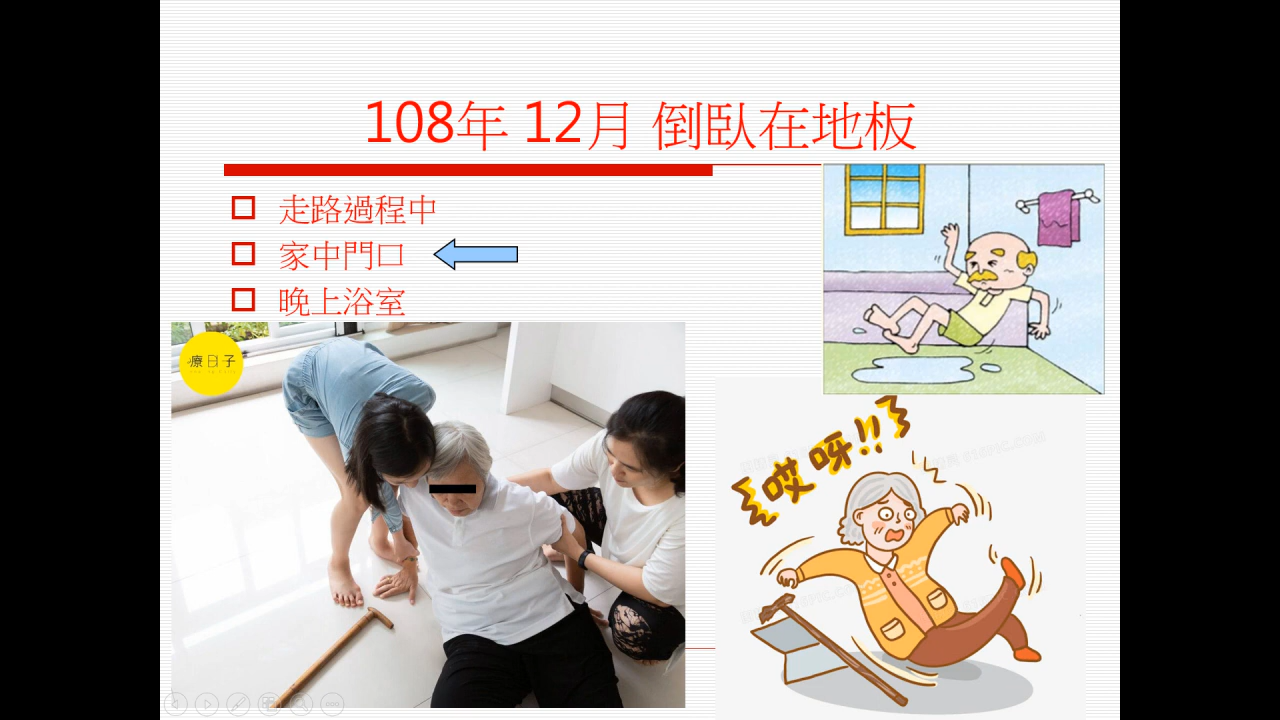 108年 12月 倒臥在地板
走路過程中
家中門口
晚上浴室
療日子
哎呀!!